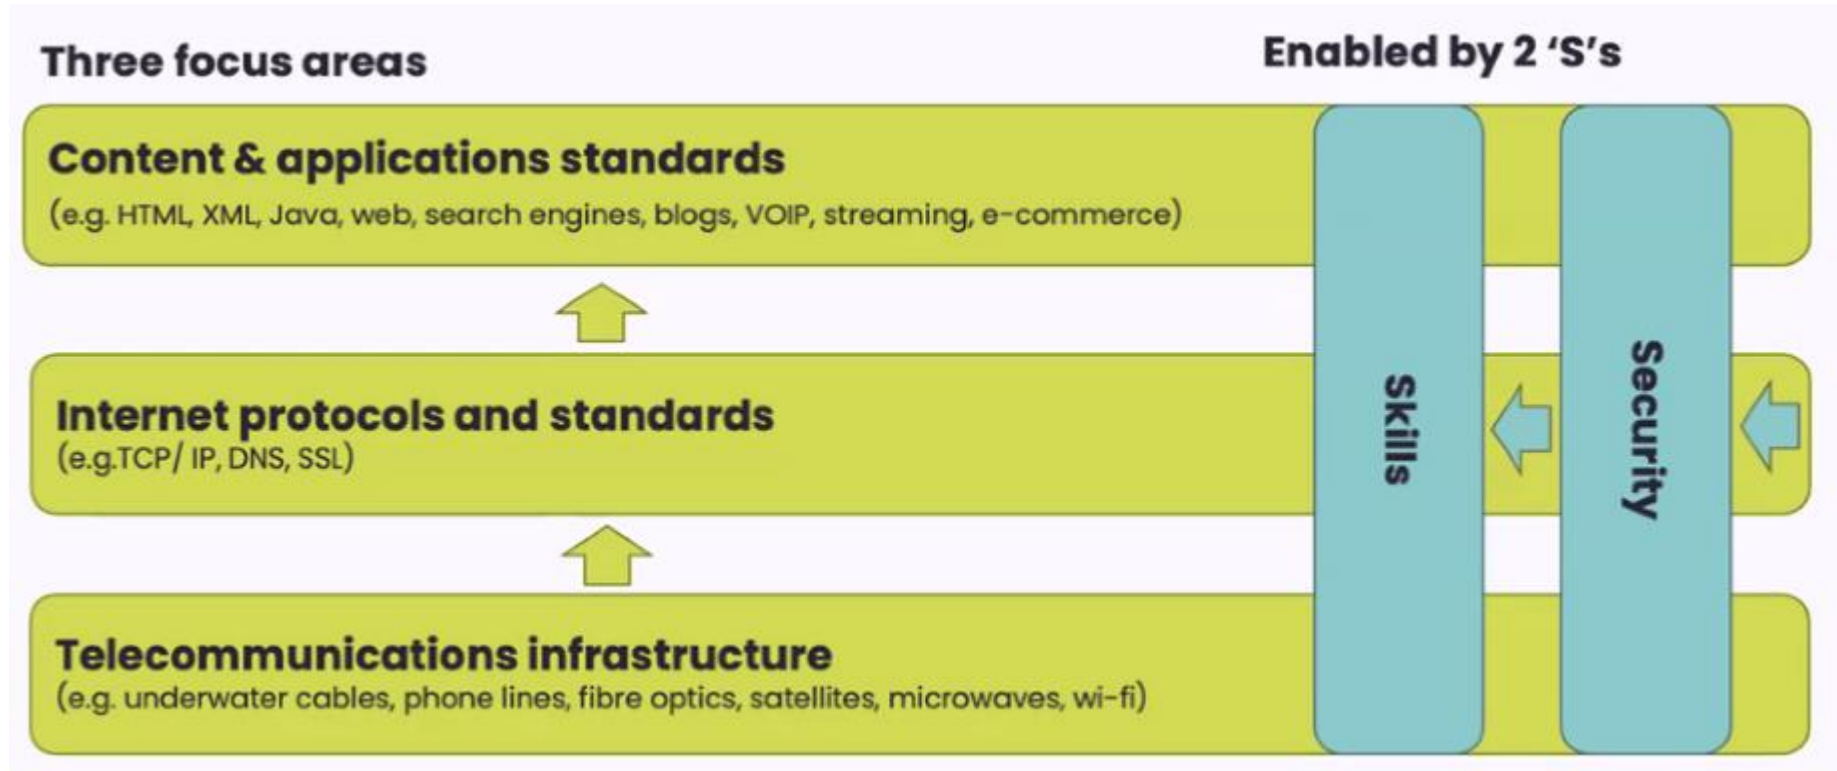 Three focus areas
Enabled by 2 ‘S’s
Content & applications standards
(e.g. HTML, XML, Java, web, search engines, blogs, VOIP, streaming, e-commerce)
Internet protocols and standards
(e.g.TCP/ IP, DNS, SSL)
Telecommunications infrastructure
(e.g. underwater cables, phone lines, fibre optics, satellites, microwaves, wi-fi)
Skills
Security